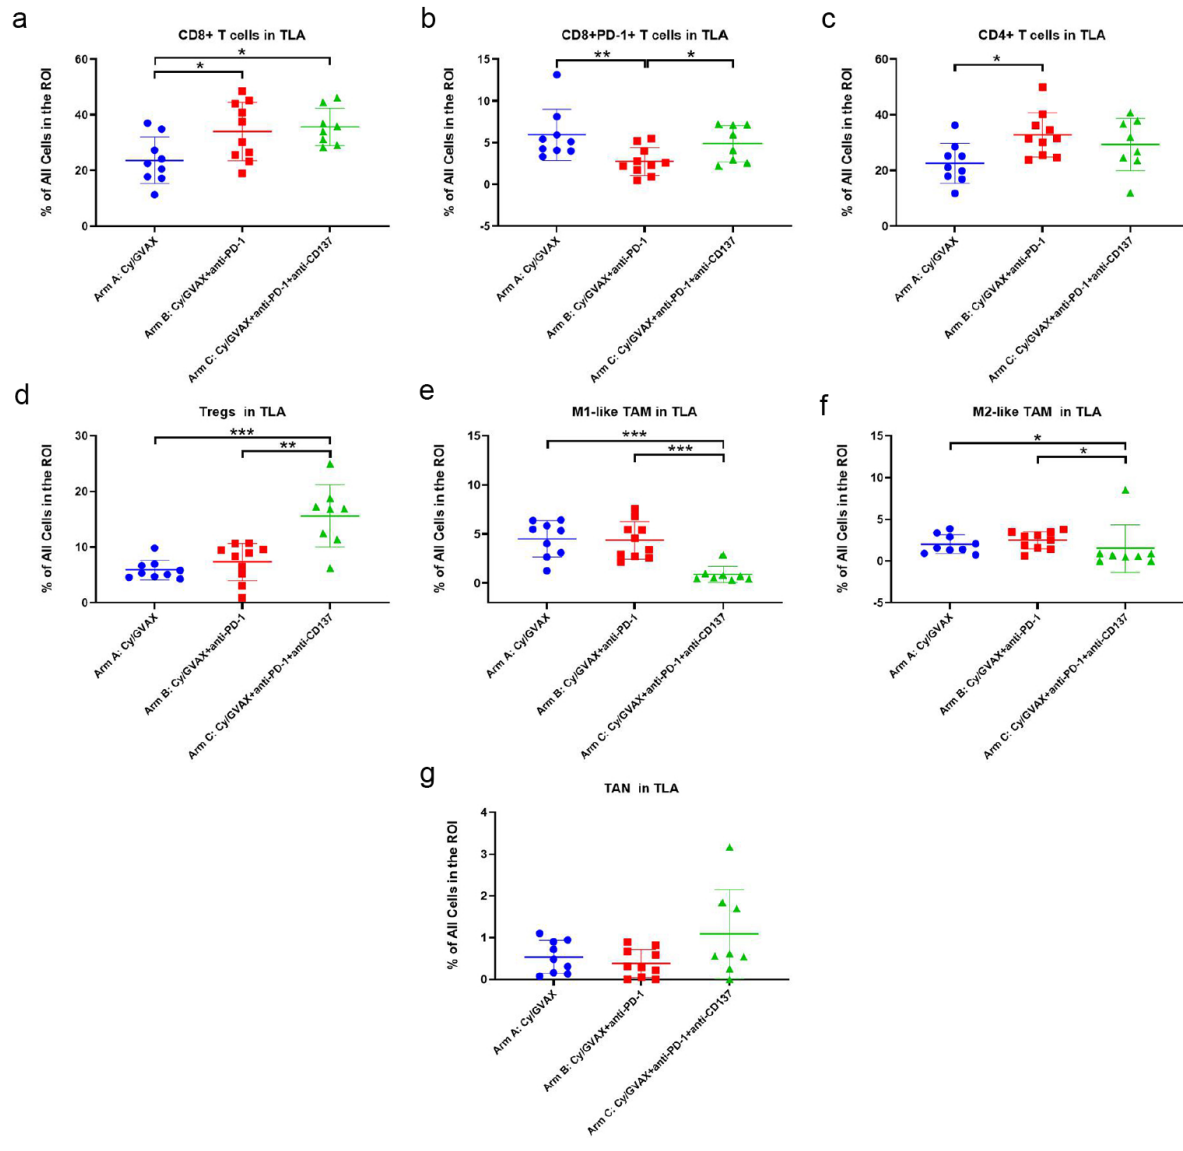 a
CD8+ T cells in TLA
% of All Cells in the ROI
60
40
20
0
*
*
Arm A: Cy/GVAX
Arm B: Cy/GVAX+anti-PD-1
Arm C: Cy/GVAX+anti-PD-1+anti-CD137
b
CD8+PD-1+ T cells in TLA
% of All Cells in the ROI
15
10
5
0
-5
**
*
Arm A: Cy/GVAX
Arm B: Cy/GVAX+anti-PD-1
Arm C: Cy/GVAX+anti-PD-1+anti-CD137
c
CD4+ T cells in TLA
% of All Cells in the ROI
60
40
20
0
*
Arm A: Cy/GVAX
Arm B: Cy/GVAX+anti-PD-1
Arm C: Cy/GVAX+anti-PD-1+anti-CD137
d
Tregs in TLA
% of All Cells in the ROI
30
20
10
0
***
**
Arm A: Cy/GVAX
Arm B: Cy/GVAX+anti-PD-1
Arm C: Cy/GVAX+anti-PD-1+anti-CD137
e
M1-like TAM in TLA
% of All Cells in the ROI
15
10
5
0
***
***
Arm A: Cy/GVAX
Arm B: Cy/GVAX+anti-PD-1
Arm C: Cy/GVAX+anti-PD-1+anti-CD137
f
M2-like TAM in TLA
% of All Cells in the ROI
15
10
5
0
-5
*
*
Arm A: Cy/GVAX
Arm B: Cy/GVAX+anti-PD-1
Arm C: Cy/GVAX+anti-PD-1+anti-CD137
g
TAN in TLA
% of All Cells in the ROI
4
3
2
1
0
Arm A: Cy/GVAX
Arm B: Cy/GVAX+anti-PD-1
Arm C: Cy/GVAX+anti-PD-1+anti-CD137